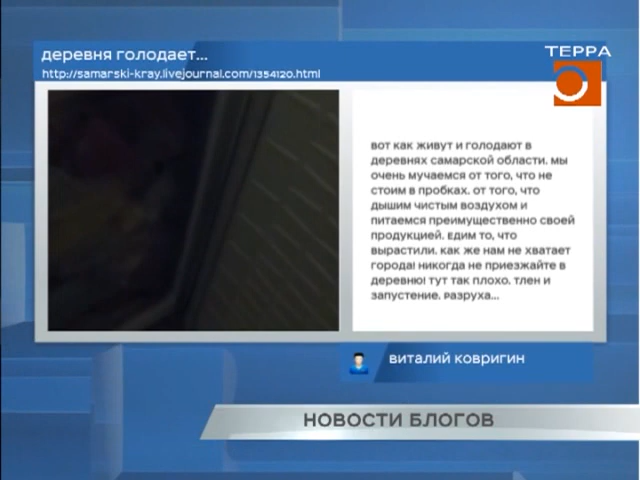 деревня голодает...
http://samarski-kray.livejournal.com/1354120.html
ТЕРРА
вот как живут и голодают в
деревнях самарской области. мы
очень мучаемся от того, что не
стоим в пробках. от того, что
дышим чистым воздухом и
питаемся преимущественно своей
продукцией. Едим то, что
вырастили. как же нам не хватает
города! никогда не приезжайте в
деревню! тут так плохо. тлен и
запустение. разруха...
виталий ковригин
НОВОСТИ БЛОГОВ